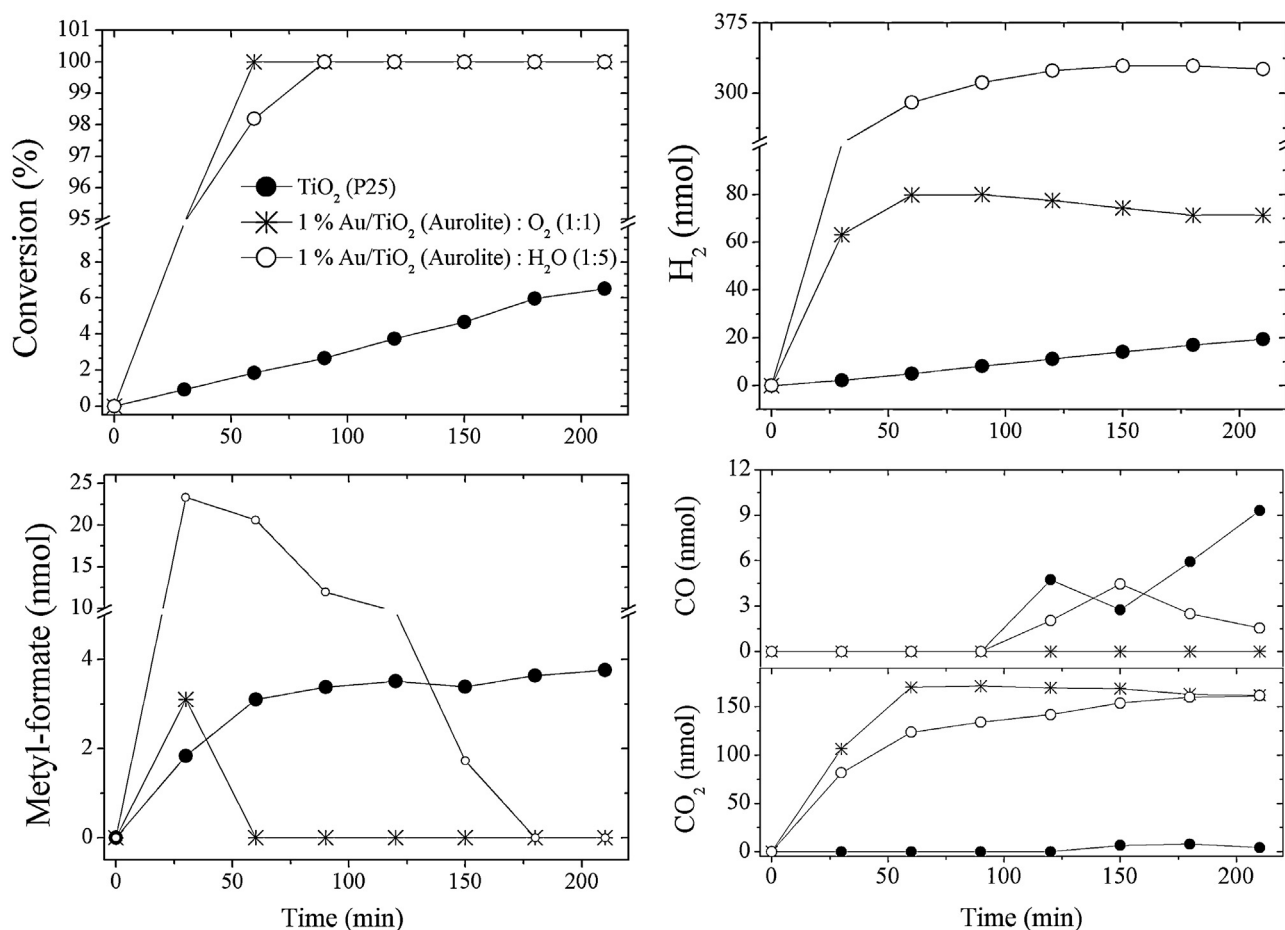 Conversion (%)
101
100
99
98
97
96
95
8
6
4
2
0
TiO₂ (P25)
1 % Au/TiO₂ (Aurolite) : O₂ (1:1)
1 % Au/TiO₂ (Aurolite) : H₂O (1:5)
0 50 100 150 200
H₂ (nmol)
375
300
80
60
40
20
0
0 50 100 150 200
Metyl-formate (nmol)
25
20
15
10
4
2
0
0 50 100 150 200
Time (min)
CO (nmol)
12
9
6
3
0
CO₂ (nmol)
150
100
50
0
0 50 100 150 200
Time (min)